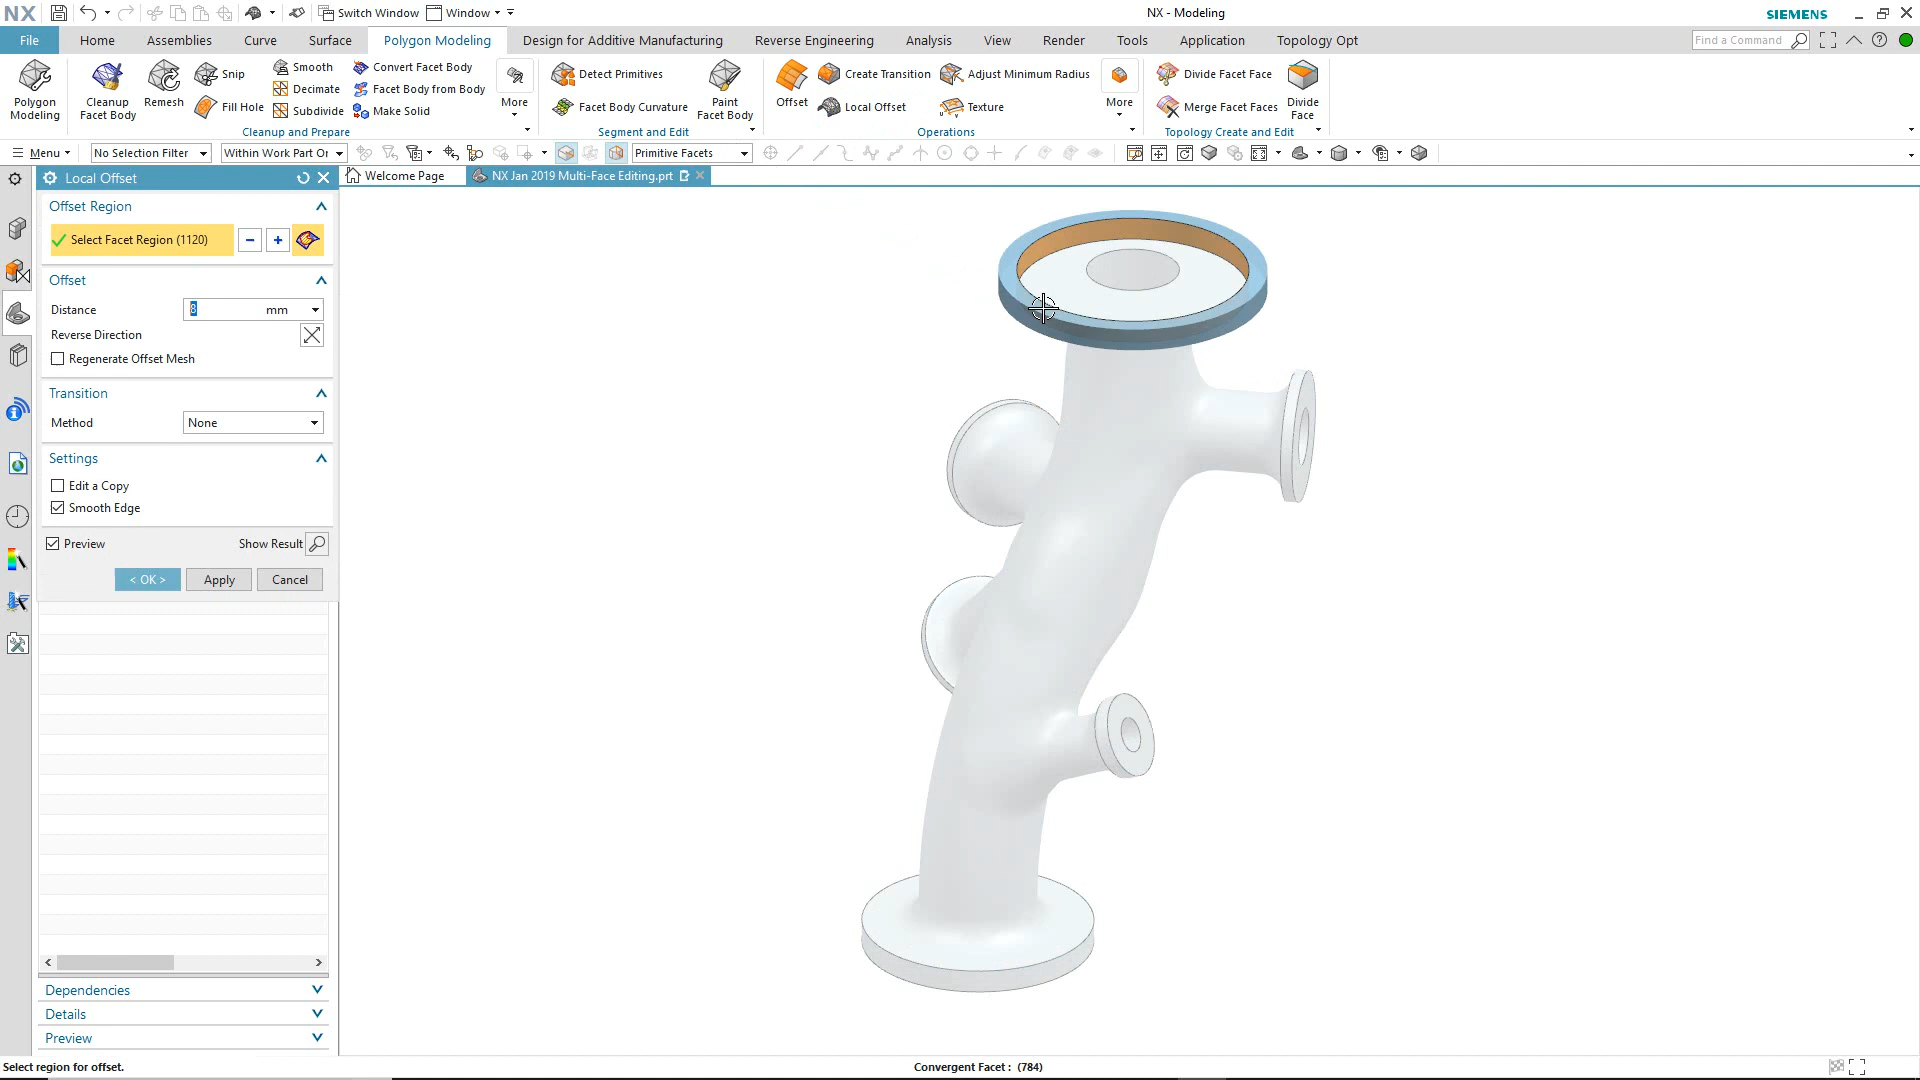 NX
Switch Window
Window
NX - Modeling
SIEMENS
File
Home
Assemblies
Curve
Surface
Polygon Modeling
Design for Additive Manufacturing
Reverse Engineering
Analysis
View
Render
Tools
Application
Topology Opt
Find a Command
Polygon Modeling
Cleanup Facet Body
Remesh
Snip
Fill Hole
Smooth
Decimate
Subdivide
Convert Facet Body
Facet Body from Body
Make Solid
More
Cleanup and Prepare
Detect Primitives
Facet Body Curvature
Paint Facet Body
Segment and Edit
Offset
Create Transition
Local Offset
Adjust Minimum Radius
Texture
More
Operations
Divide Facet Face
Merge Facet Faces
Divide Face
Topology Create and Edit
Menu
No Selection Filter
Within Work Part Or
Primitive Facets
Local Offset
Welcome Page
NX Jan 2019 Multi-Face Editing.prt
Offset Region
Select Facet Region (1120)
Offset
Distance
8 mm
Reverse Direction
Regenerate Offset Mesh
Transition
Method
None
Settings
Edit a Copy
Smooth Edge
Preview
Show Result
< OK >
Apply
Cancel
Dependencies
Details
Preview
Select region for offset.
Convergent Facet : (784)